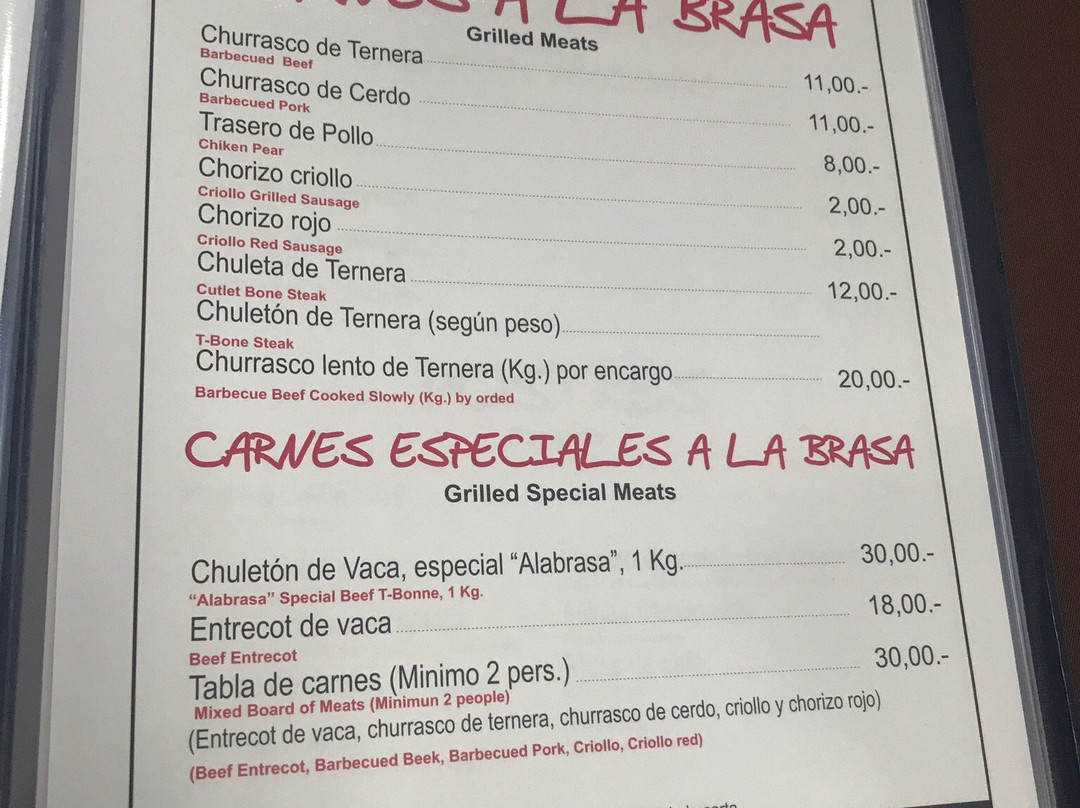 A LA BRASA
Grilled Meats
Churrasco de Ternera 11,00.-
Barbecued Beef
Churrasco de Cerdo 11,00.-
Barbecued Pork
Trasero de Pollo 8,00.-
Chiken Pear
Chorizo criollo 2,00.-
Criollo Grilled Sausage
Chorizo rojo 2,00.-
Criollo Red Sausage
Chuleta de Ternera 12,00.-
Cutlet Bone Steak
Chuletón de Ternera (según peso)
T-Bone Steak
Churrasco lento de Ternera (Kg.) por encargo 20,00.-
Barbecue Beef Cooked Slowly (Kg.) by orded
CARNES ESPECIALES A LA BRASA
Grilled Special Meats
Chuletón de Vaca, especial “Alabrasa”, 1 Kg. 30,00.-
“Alabrasa” Special Beef T-Bonne, 1 Kg.
Entrecot de vaca 18,00.-
Beef Entrecot
Tabla de carnes (Minimo 2 pers.) 30,00.-
Mixed Board of Meats (Minimun 2 people)
(Entrecot de vaca, churrasco de ternera, churrasco de cerdo, criollo y chorizo rojo)
(Beef Entrecot, Barbecued Beek, Barbecued Pork, Criollo, Criollo red)